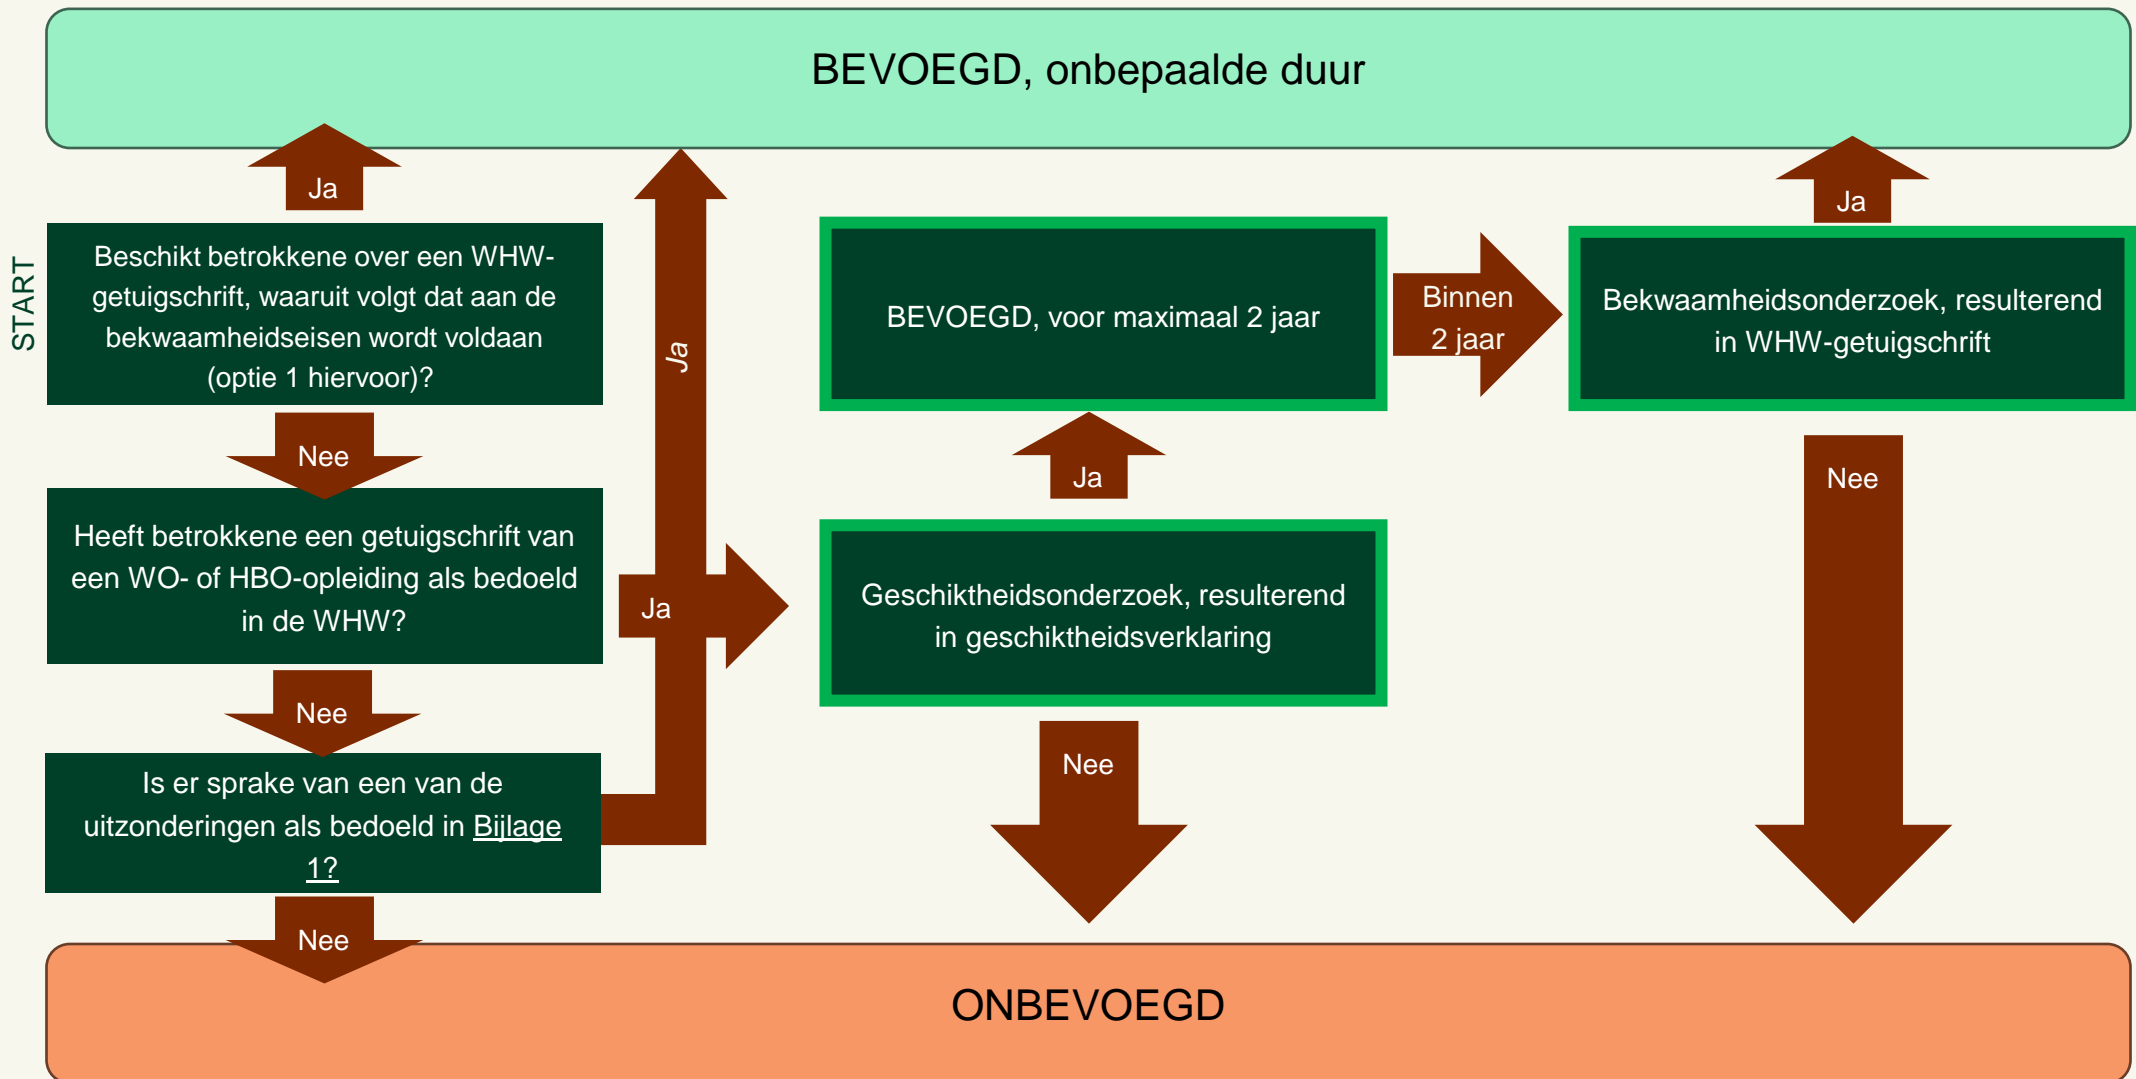 BEVOEGD, onbepaalde duur
Ja
START
Beschikt betrokkene over een WHW-
getuigschrift, waaruit volgt dat aan de
bekwaamheidseisen wordt voldaan
(optie 1 hiervoor)?
Nee
Heeft betrokkene een getuigschrift van
een WO- of HBO-opleiding als bedoeld
in de WHW?
Nee
Is er sprake van een van de
uitzonderingen als bedoeld in Bijlage
1?
Nee
Ja
Ja
BEVOEGD, voor maximaal 2 jaar
Ja
Geschiktheidsonderzoek, resulterend
in geschiktheidsverklaring
Nee
Binnen
2 jaar
Ja
Bekwaamheidsonderzoek, resulterend
in WHW-getuigschrift
Nee
ONBEVOEGD